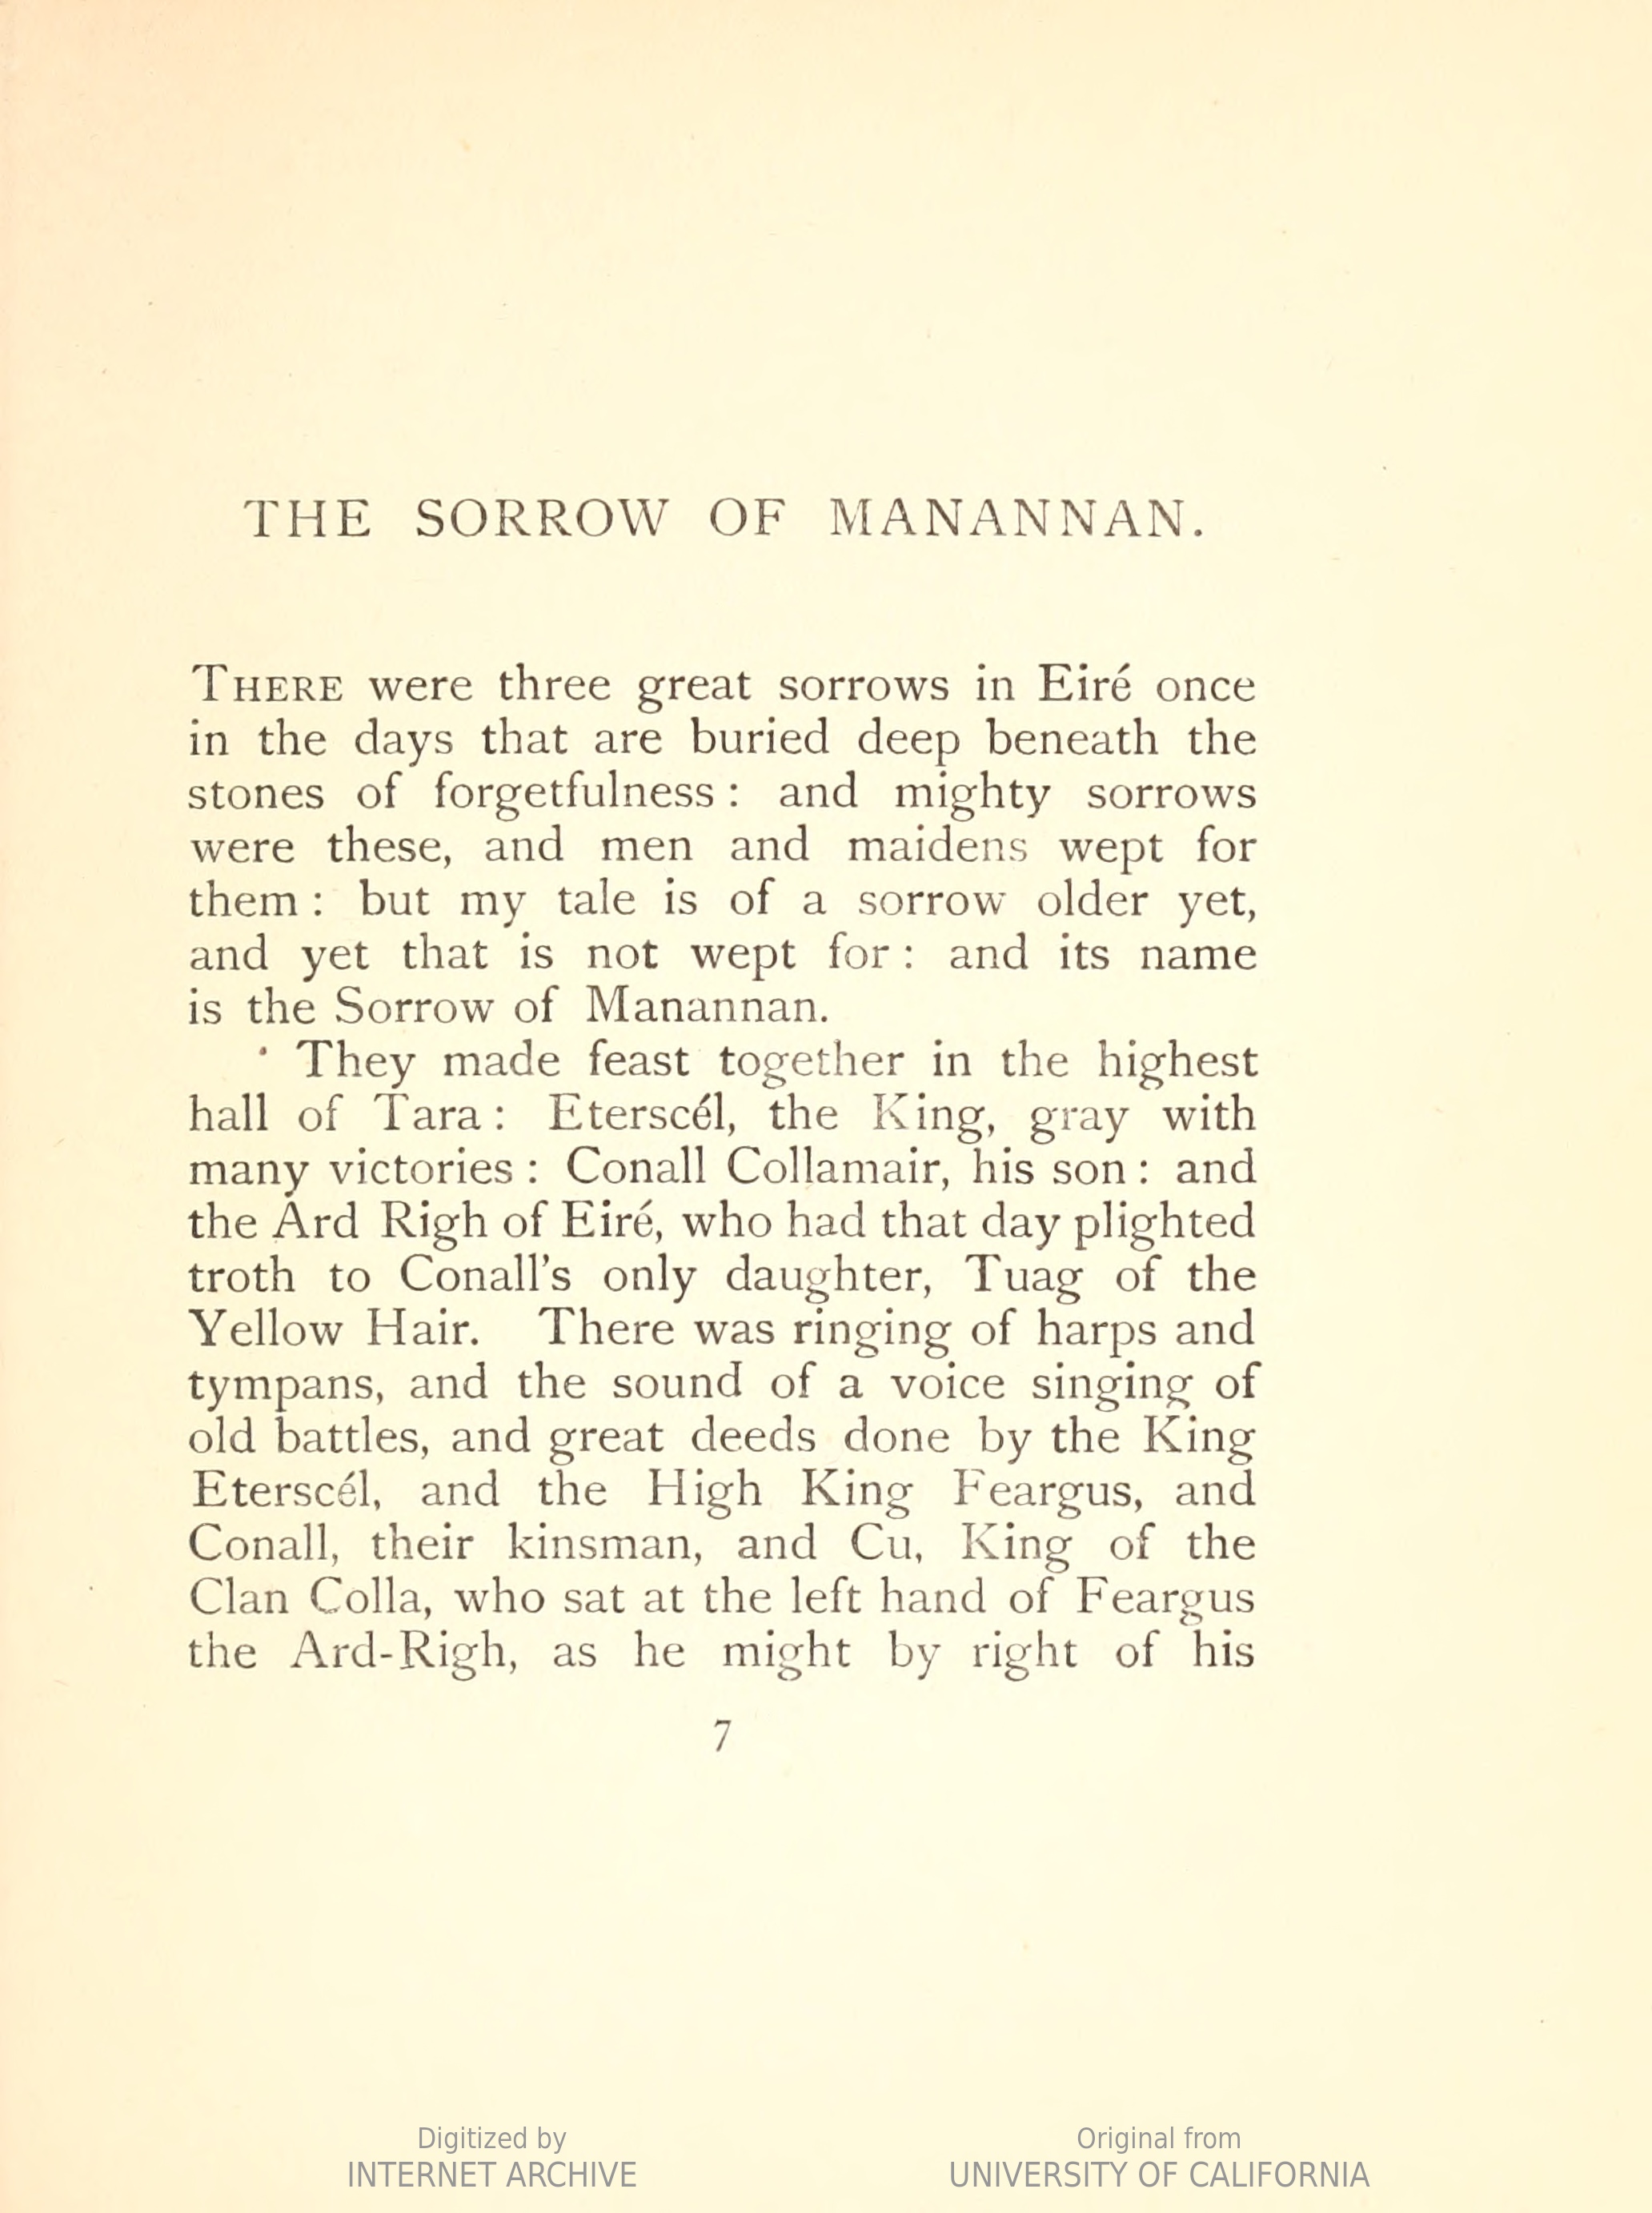 THE SORROW OF MANANNAN.
THERE were three great sorrows in Eiré once
in the days that are buried deep beneath the
stones of forgetfulness : and mighty sorrows
were these, and men and maidens wept for
them : but my tale is of a sorrow older yet,
and yet that is not wept for : and its name
is the Sorrow of Manannan.
They made feast together in the highest
hall of Tara : Eterscél, the King, gray with
many victories : Conall Collamair, his son : and
the Ard Righ of Eiré, who had that day plighted
troth to Conall's only daughter, Tuag of the
Yellow Hair. There was ringing of harps and
tympans, and the sound of a voice singing of
old battles, and great deeds done by the King
Eterscél, and the High King Feargus, and
Conall, their kinsman, and Cu, King of the
Clan Colla, who sat at the left hand of Feargus
the Ard-Righ, as he might by right of his
7
Digitized by
INTERNET ARCHIVE
Original from
UNIVERSITY OF CALIFORNIA